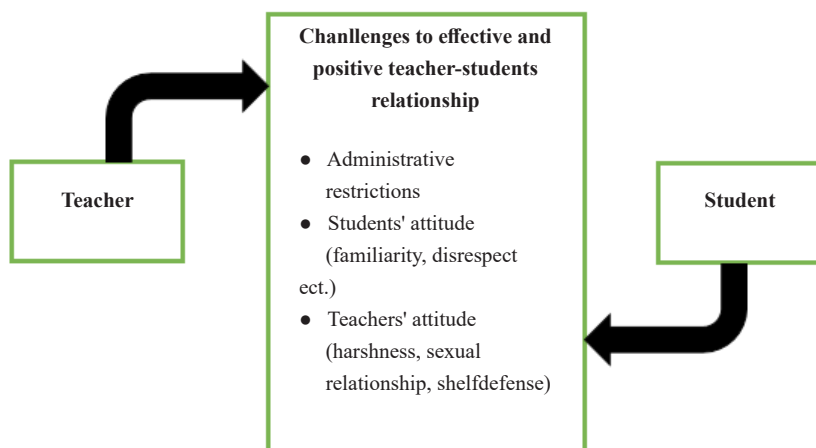 Chanllenges to effective and
positive teacher-students
relationship
● Administrative
restrictions
● Students' attitude
(familiarity, disrespect
ect.)
● Teachers' attitude
(harshness, sexual
relationship, shelfdefense)
Teacher
Student